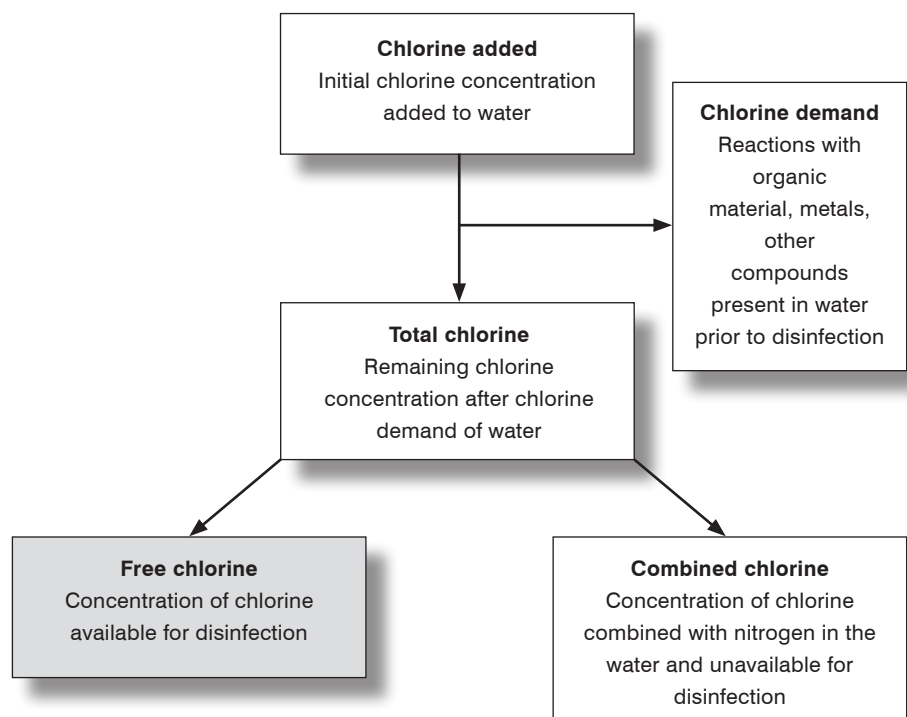 Chlorine added
Initial chlorine concentration
added to water
Chlorine demand
Reactions with
organic
material, metals,
other
compounds
present in water
prior to disinfection
Total chlorine
Remaining chlorine
concentration after chlorine
demand of water
Free chlorine
Concentration of chlorine
available for disinfection
Combined chlorine
Concentration of chlorine
combined with nitrogen in the
water and unavailable for
disinfection